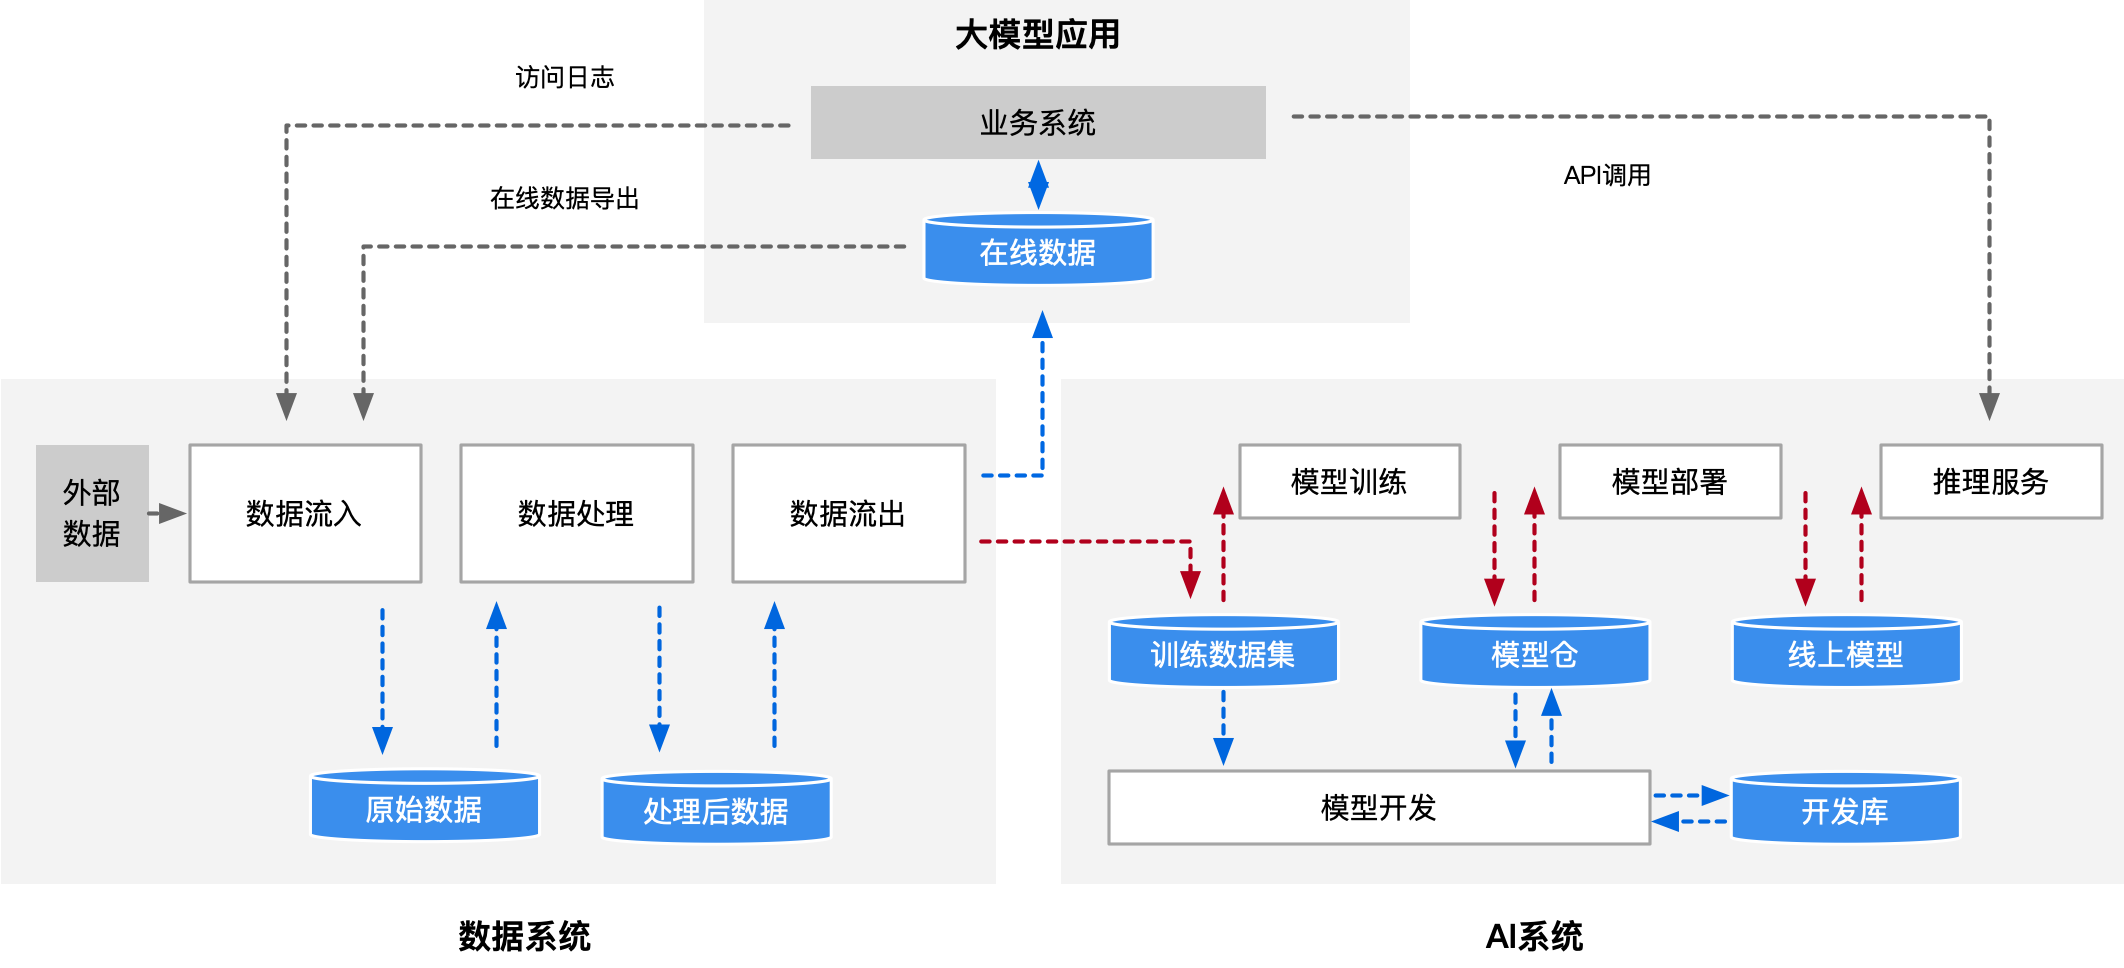 大模型应用
访问日志
业务系统
API调用
在线数据导出
在线数据
外部
数据
数据流入
数据处理
数据流出
模型训练
模型部署
推理服务
训练数据集
模型仓
线上模型
原始数据
处理后数据
模型开发
开发库
数据系统
AI系统